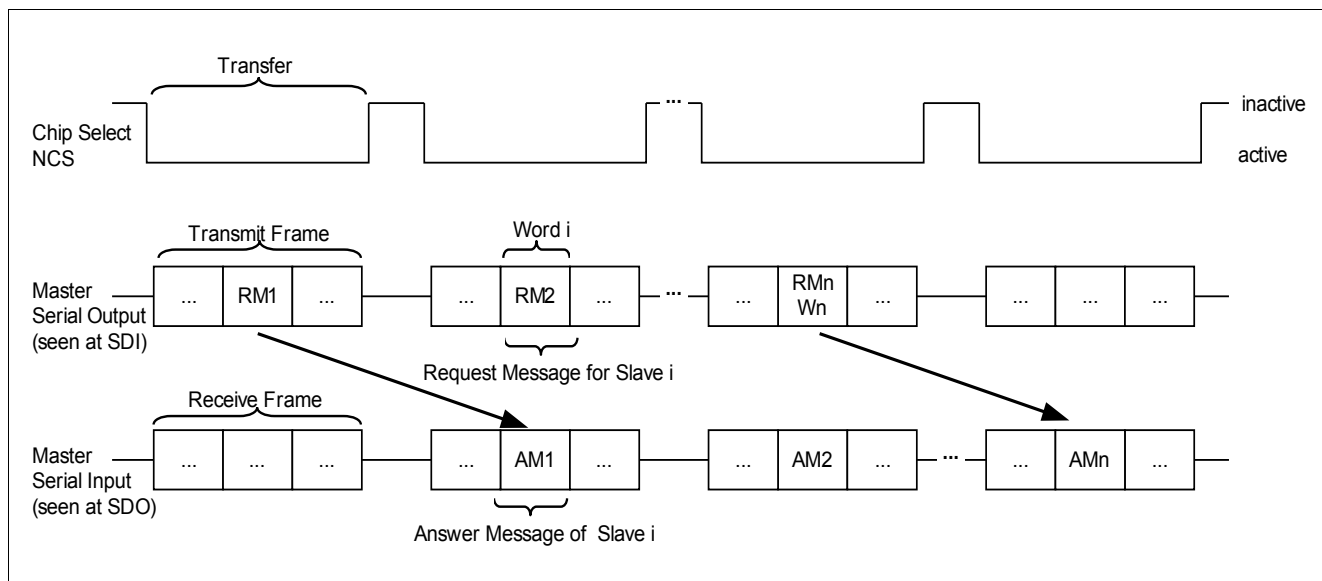 Transfer
...
inactive
Chip Select
NCS
active
Transmit Frame
Word i
Master
Serial Output
(seen at SDI)
... RM1 ... ... RM2 ... ... ... RMn Wn ... ... ... ...
Request Message for Slave i
Receive Frame
Master
Serial Input
(seen at SDO)
... ... ... ... AM1 ... ... AM2 ... ... ... AMn ...
Answer Message of Slave i